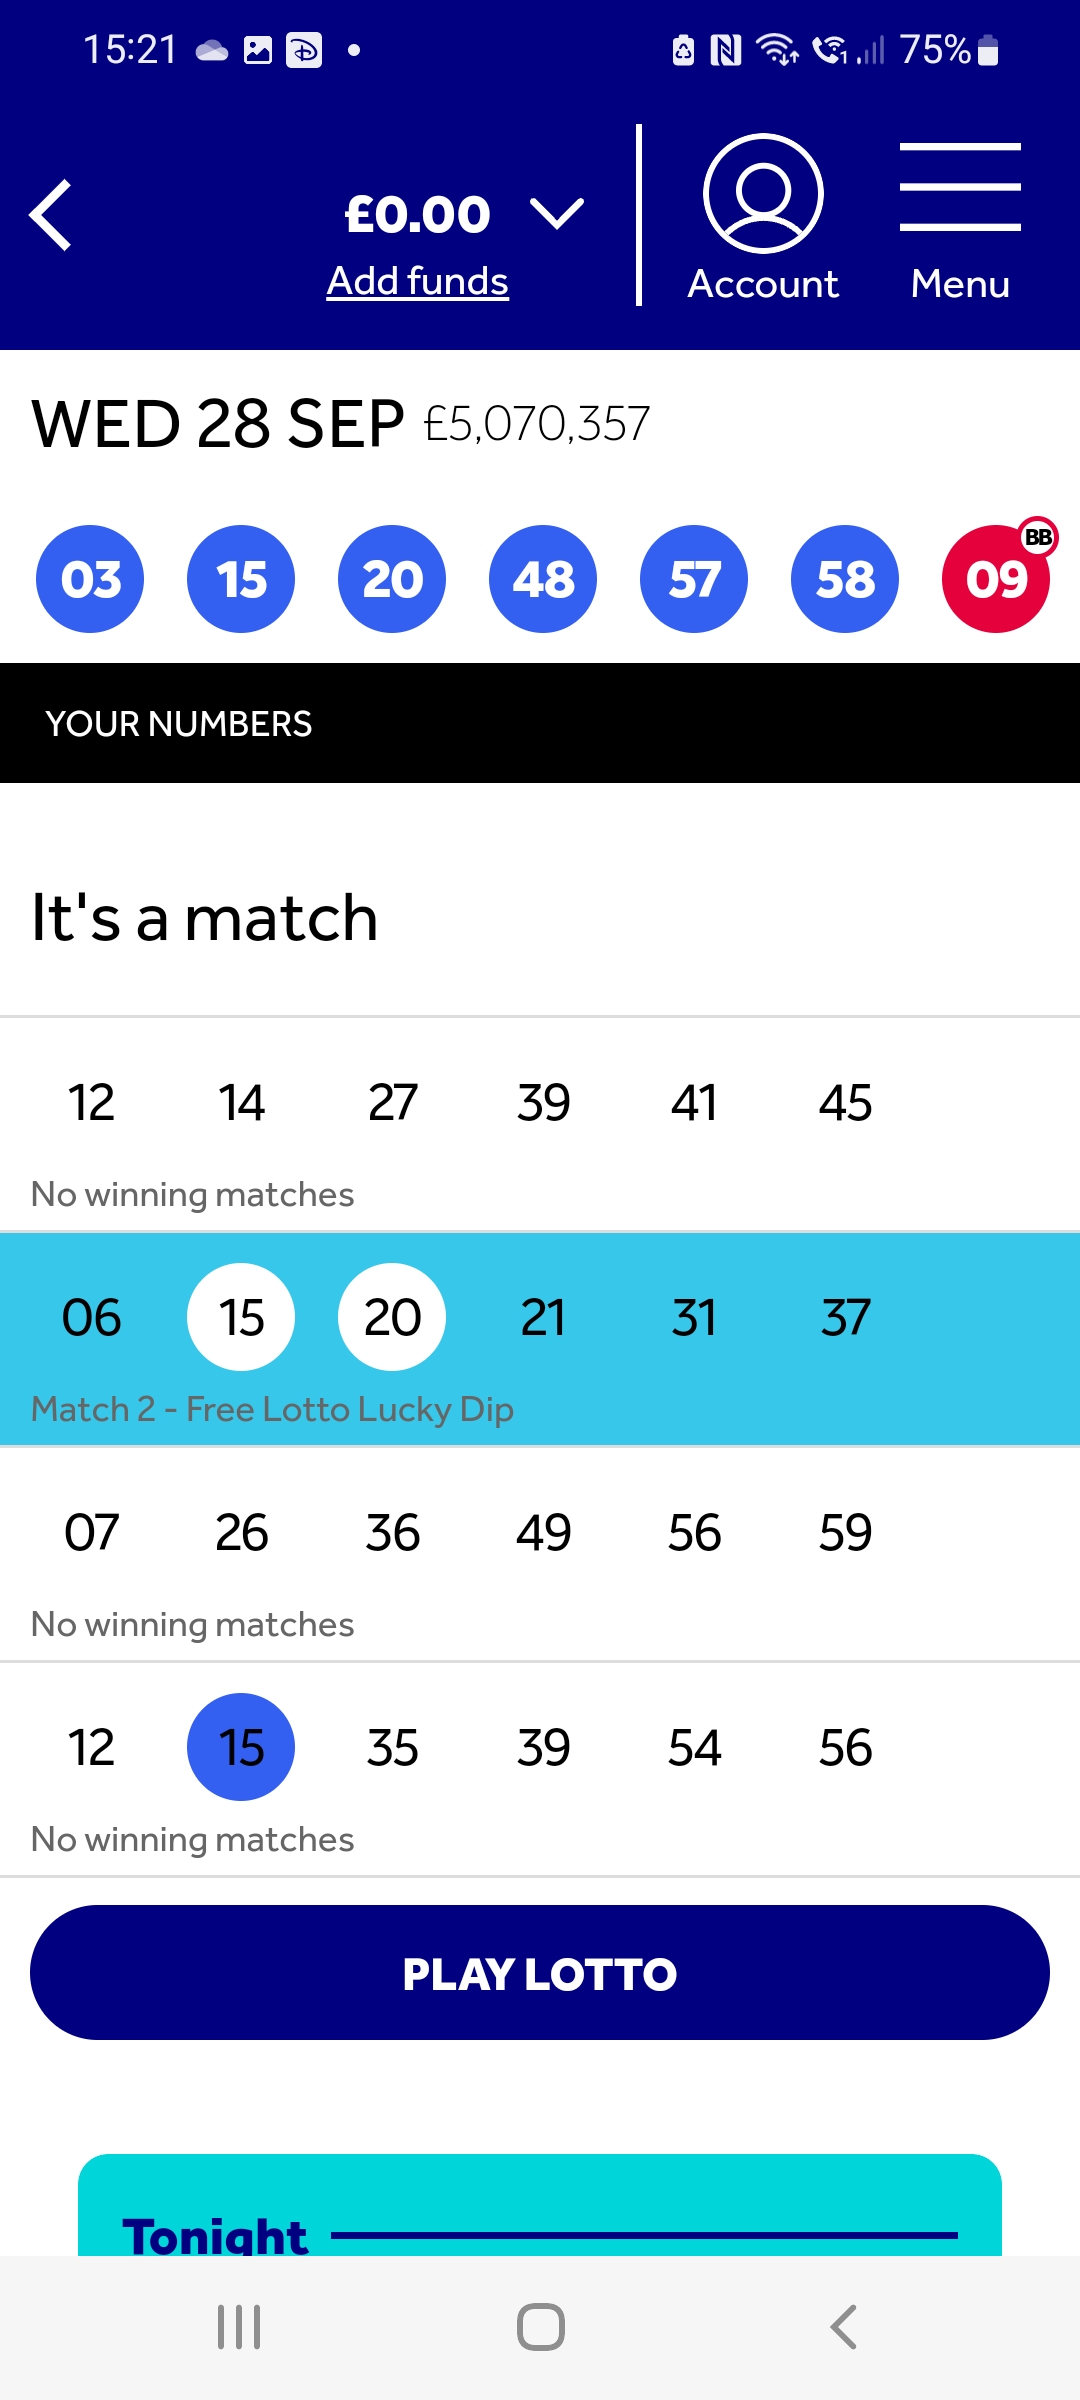 15:21 75%
£0.00
Add funds
Account
Menu
WED 28 SEP £5,070,357
03 15 20 48 57 58 09 BB
YOUR NUMBERS
It's a match
12 14 27 39 41 45
No winning matches
06 15 20 21 31 37
Match 2 - Free Lotto Lucky Dip
07 26 36 49 56 59
No winning matches
12 15 35 39 54 56
No winning matches
PLAY LOTTO
Tonight